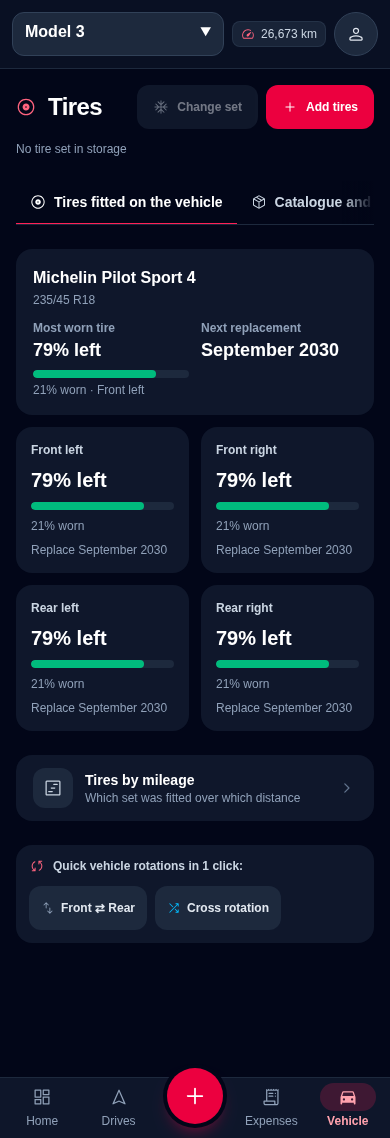 Model 3
26,673 km
Tires
Change set
Add tires
No tire set in storage
Tires fitted on the vehicle
Catalogue and
Michelin Pilot Sport 4
235/45 R18
Most worn tire
Next replacement
79% left
September 2030
21% worn · Front left
Front left
79% left
21% worn
Replace September 2030
Front right
79% left
21% worn
Replace September 2030
Rear left
79% left
21% worn
Replace September 2030
Rear right
79% left
21% worn
Replace September 2030
Tires by mileage
Which set was fitted over which distance
Quick vehicle rotations in 1 click:
Front ⇄ Rear
Cross rotation
Home
Drives
Expenses
Vehicle